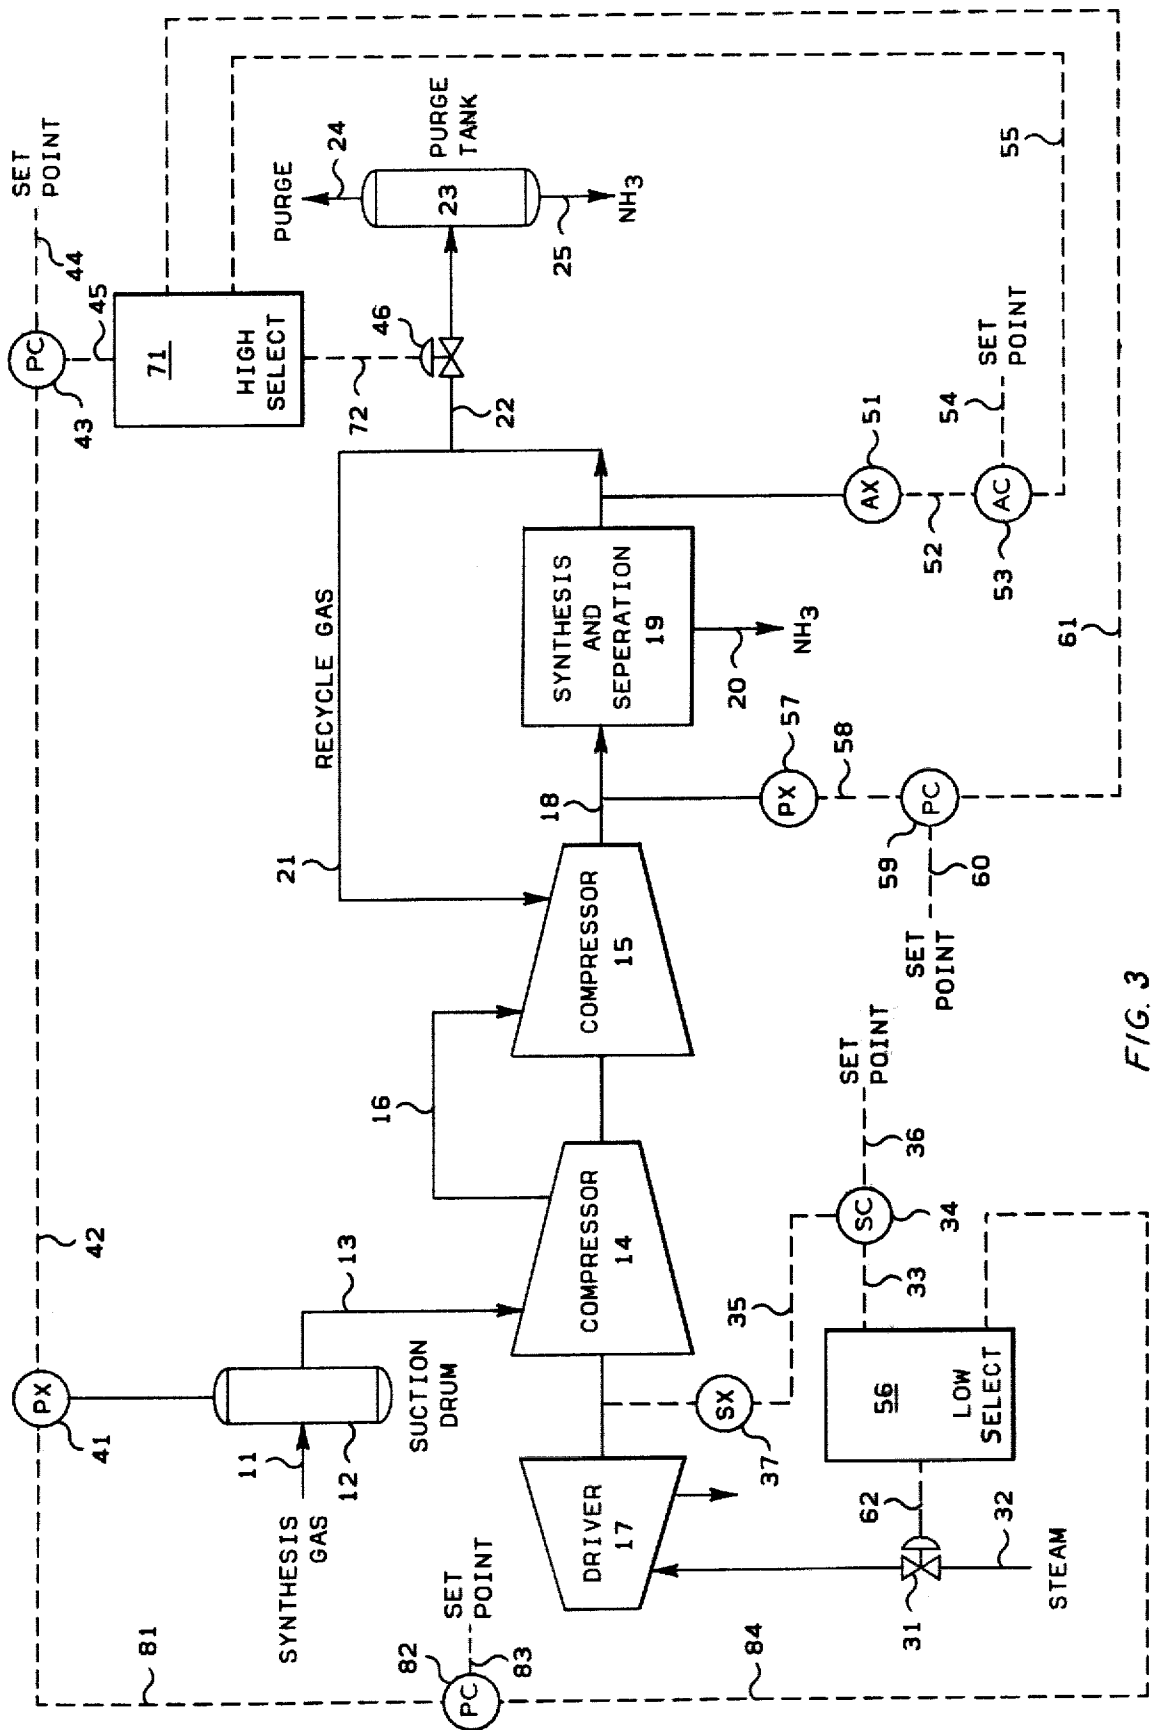 SET
POINT
44
PC
43
45
71
HIGH
SELECT
72
46
22
PURGE
24
PURGE
TANK
23
25
NH3
55
42
PX
41
13
11
12
SYNTHESIS
GAS
SUCTION
DRUM
81
RECYCLE GAS
21
16
DRIVER
17
COMPRESSOR
14
COMPRESSOR
15
18
SYNTHESIS
AND
SEPERATION
19
20
NH3
AX
51
52
AC
53
54
SET
POINT
PX
57
58
PC
59
60
SET
POINT
61
82
PC
83
SET
POINT
84
SX
37
35
SC
34
36
SET
POINT
33
56
LOW
SELECT
62
31
32
STEAM
FIG. 3